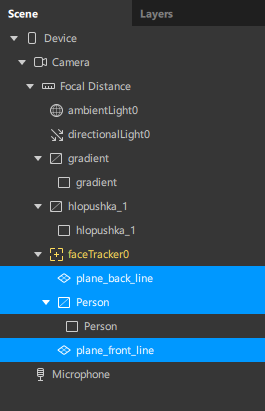 Scene Layers
Device
Camera
Focal Distance
ambientLight0
directionalLight0
gradient
gradient
hlopushka_1
hlopushka_1
faceTracker0
plane_back_line
Person
Person
plane_front_line
Microphone